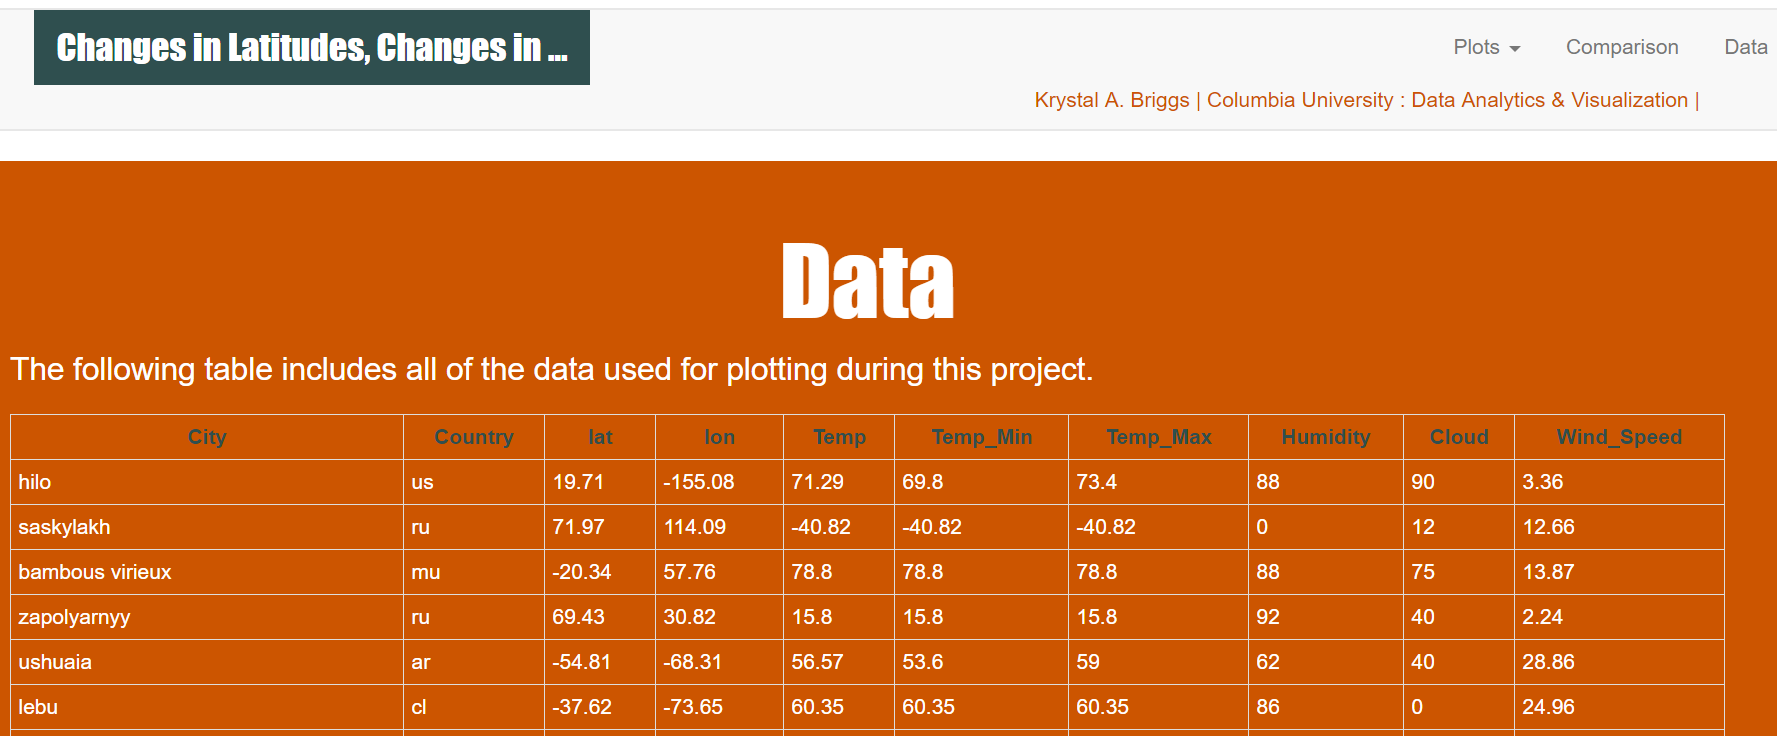 Changes in Latitudes, Changes in ...
Plots Comparison Data
Krystal A. Briggs | Columbia University : Data Analytics & Visualization |
Data
The following table includes all of the data used for plotting during this project.
City Country lat lon Temp Temp_Min Temp_Max Humidity Cloud Wind_Speed
hilo us 19.71 -155.08 71.29 69.8 73.4 88 90 3.36
saskylakh ru 71.97 114.09 -40.82 -40.82 -40.82 0 12 12.66
bambous virieux mu -20.34 57.76 78.8 78.8 78.8 88 75 13.87
zapolyarnyy ru 69.43 30.82 15.8 15.8 15.8 92 40 2.24
ushuaia ar -54.81 -68.31 56.57 53.6 59 62 40 28.86
lebu cl -37.62 -73.65 60.35 60.35 60.35 86 0 24.96